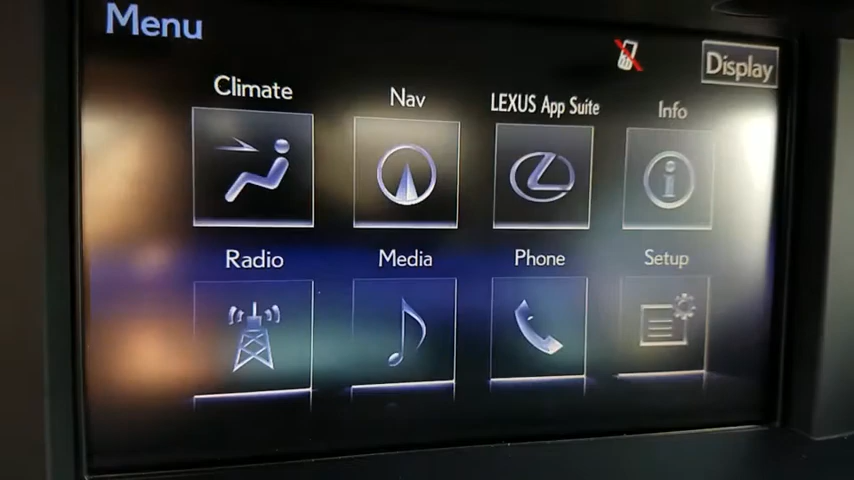 Menu
Display
Climate
Nav
LEXUS App Suite
Info
Radio
Media
Phone
Setup